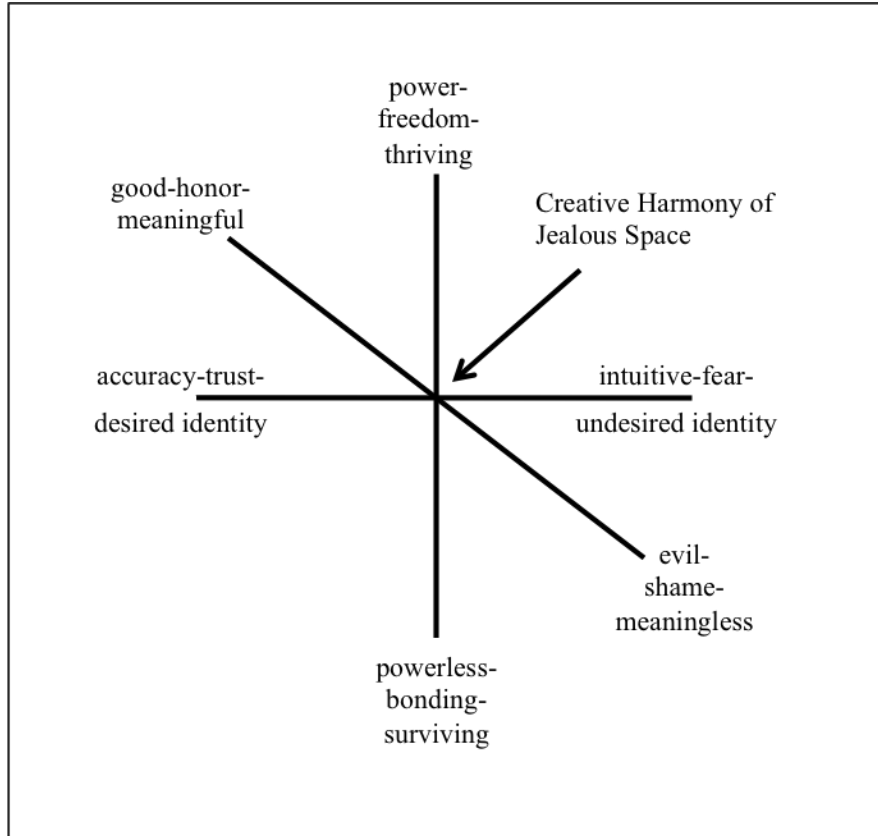 power-
freedom-
thriving
good-honor-
meaningful
Creative Harmony of
Jealous Space
accuracy-trust-
desired identity
intuitive-fear-
undesired identity
evil-
shame-
meaningless
powerless-
bonding-
surviving